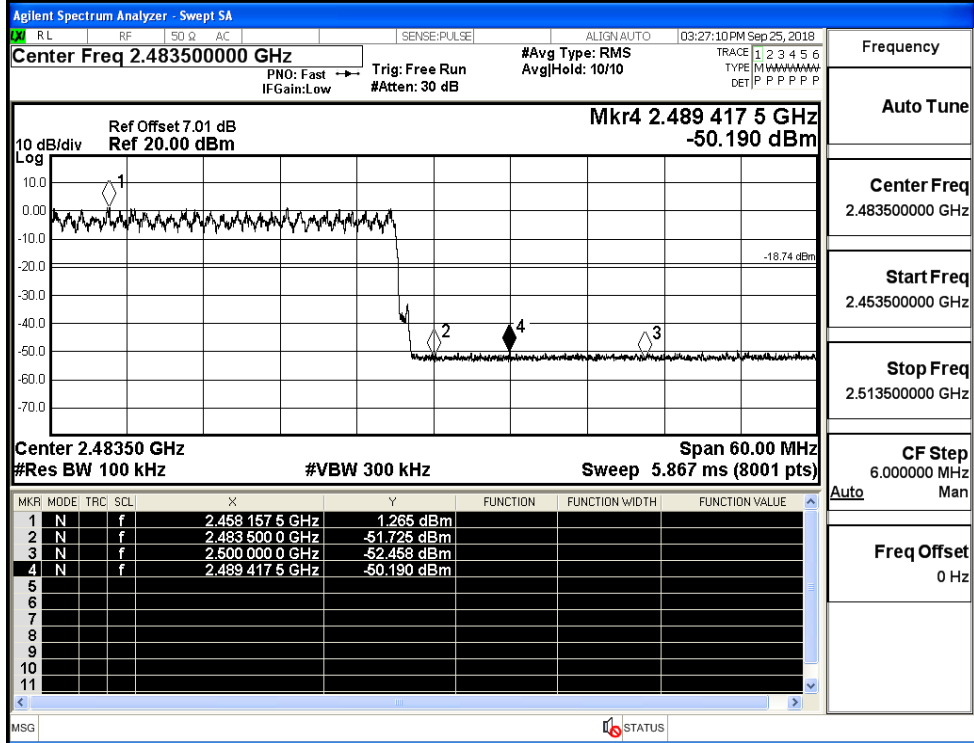 Agilent Spectrum Analyzer - Swept SA
LXI RL RF 50 Ω AC SENSE:PULSE ALIGN AUTO 03:27:10 PM Sep 25, 2018
Center Freq 2.483500000 GHz
PNO: Fast
IFGain:Low
Trig: Free Run
#Atten: 30 dB
#Avg Type: RMS
Avg|Hold: 10/10
TRACE 1 2 3 4 5 6
TYPE M WWWWW
DET P P P P P P
Ref Offset 7.01 dB
10 dB/div Ref 20.00 dBm
Log
Mkr4 2.489 417 5 GHz
-50.190 dBm
10.0
0.00
-10.0
-20.0
-30.0
-40.0
-50.0
-60.0
-70.0
1
-18.74 dBm
2
4
3
Center 2.48350 GHz
#Res BW 100 kHz
#VBW 300 kHz
Span 60.00 MHz
Sweep 5.867 ms (8001 pts)
MKR MODE TRC SCL X Y FUNCTION FUNCTION WIDTH FUNCTION VALUE
1 N f 2.458 157 5 GHz 1.265 dBm
2 N f 2.483 500 0 GHz -51.725 dBm
3 N f 2.500 000 0 GHz -52.458 dBm
4 N f 2.489 417 5 GHz -50.190 dBm
5
6
7
8
9
10
11
MSG
STATUS
Frequency
Auto Tune
Center Freq
2.483500000 GHz
Start Freq
2.453500000 GHz
Stop Freq
2.513500000 GHz
CF Step
6.000000 MHz
Auto Man
Freq Offset
0 Hz